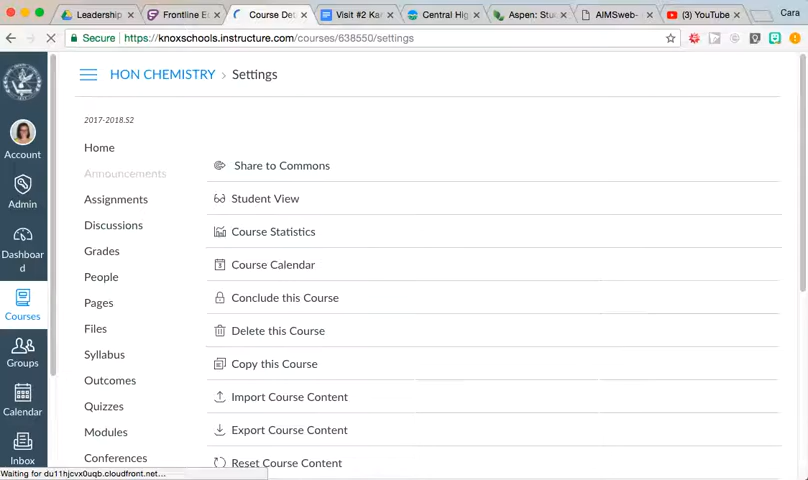 Leadership
Frontline Ec
Course Det
Visit #2 Ka
Central Hig
Aspen: Stu
AIMSweb-
(3) YouTube
Cara
Secure
https://knoxschools.instructure.com/courses/638550/settings
HON CHEMISTRY › Settings
2017-2018.S2
Account
Admin
Dashboar
d
Courses
Groups
Calendar
Inbox
Home
Announcements
Assignments
Discussions
Grades
People
Pages
Files
Syllabus
Outcomes
Quizzes
Modules
Conferences
Share to Commons
Student View
Course Statistics
Course Calendar
Conclude this Course
Delete this Course
Copy this Course
Import Course Content
Export Course Content
Reset Course Content
Waiting for du11hjcvx0uqb.cloudfront.net...